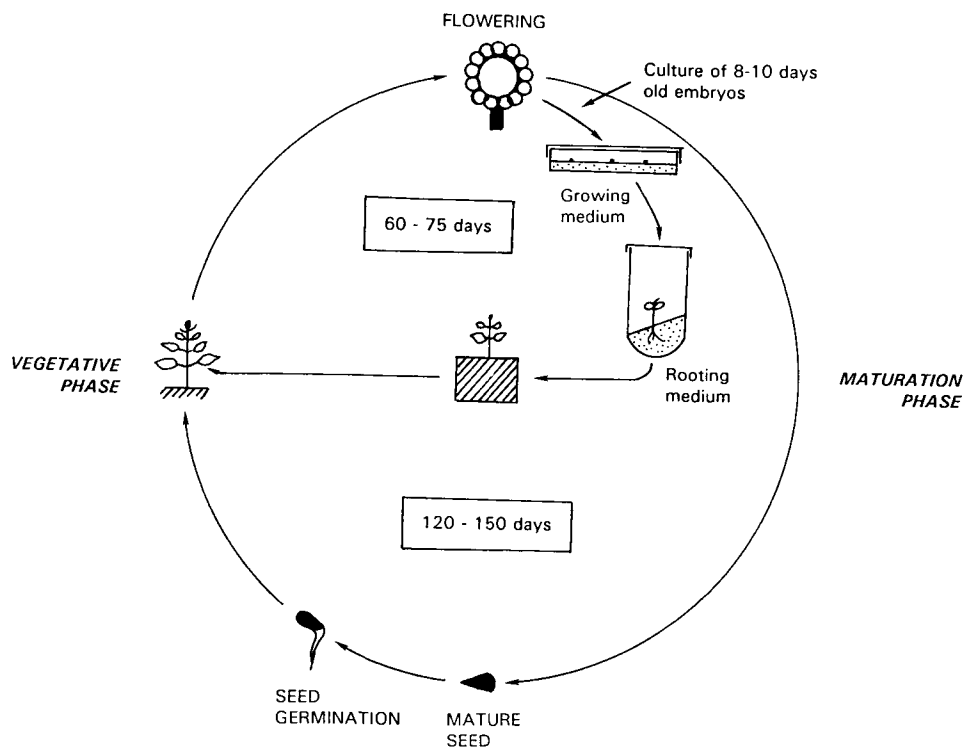 FLOWERING
Culture of 8-10 days
old embryos
Growing
medium
60 - 75 days
VEGETATIVE
PHASE
Rooting
medium
MATURATION
PHASE
120 - 150 days
SEED
GERMINATION
MATURE
SEED